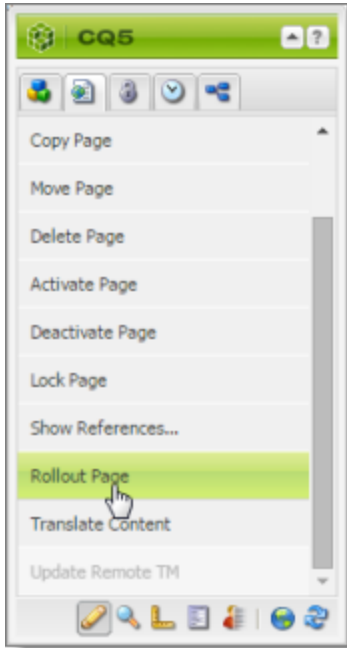 CQ5
?
Copy Page
Move Page
Delete Page
Activate Page
Deactivate Page
Lock Page
Show References...
Rollout Page
Translate Content
Update Remote TM